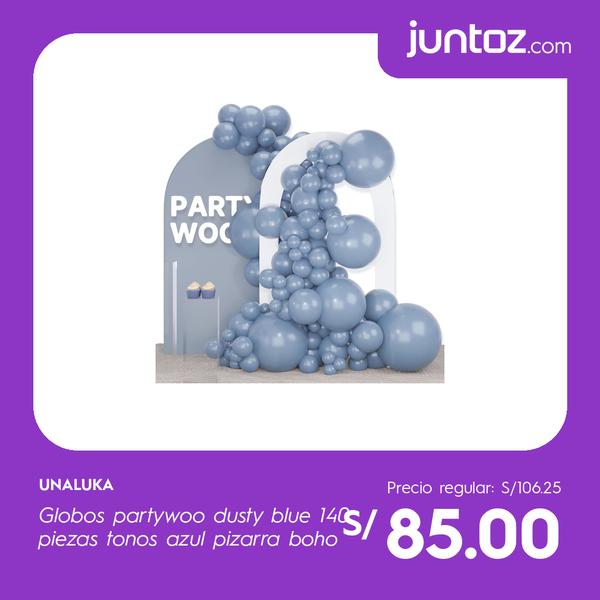 juntoz.com
PARTY
WOO
UNALUKA
Globos partywoo dusty blue 140
piezas tonos azul pizarra boho
Precio regular: S/106.25
S/ 85.00